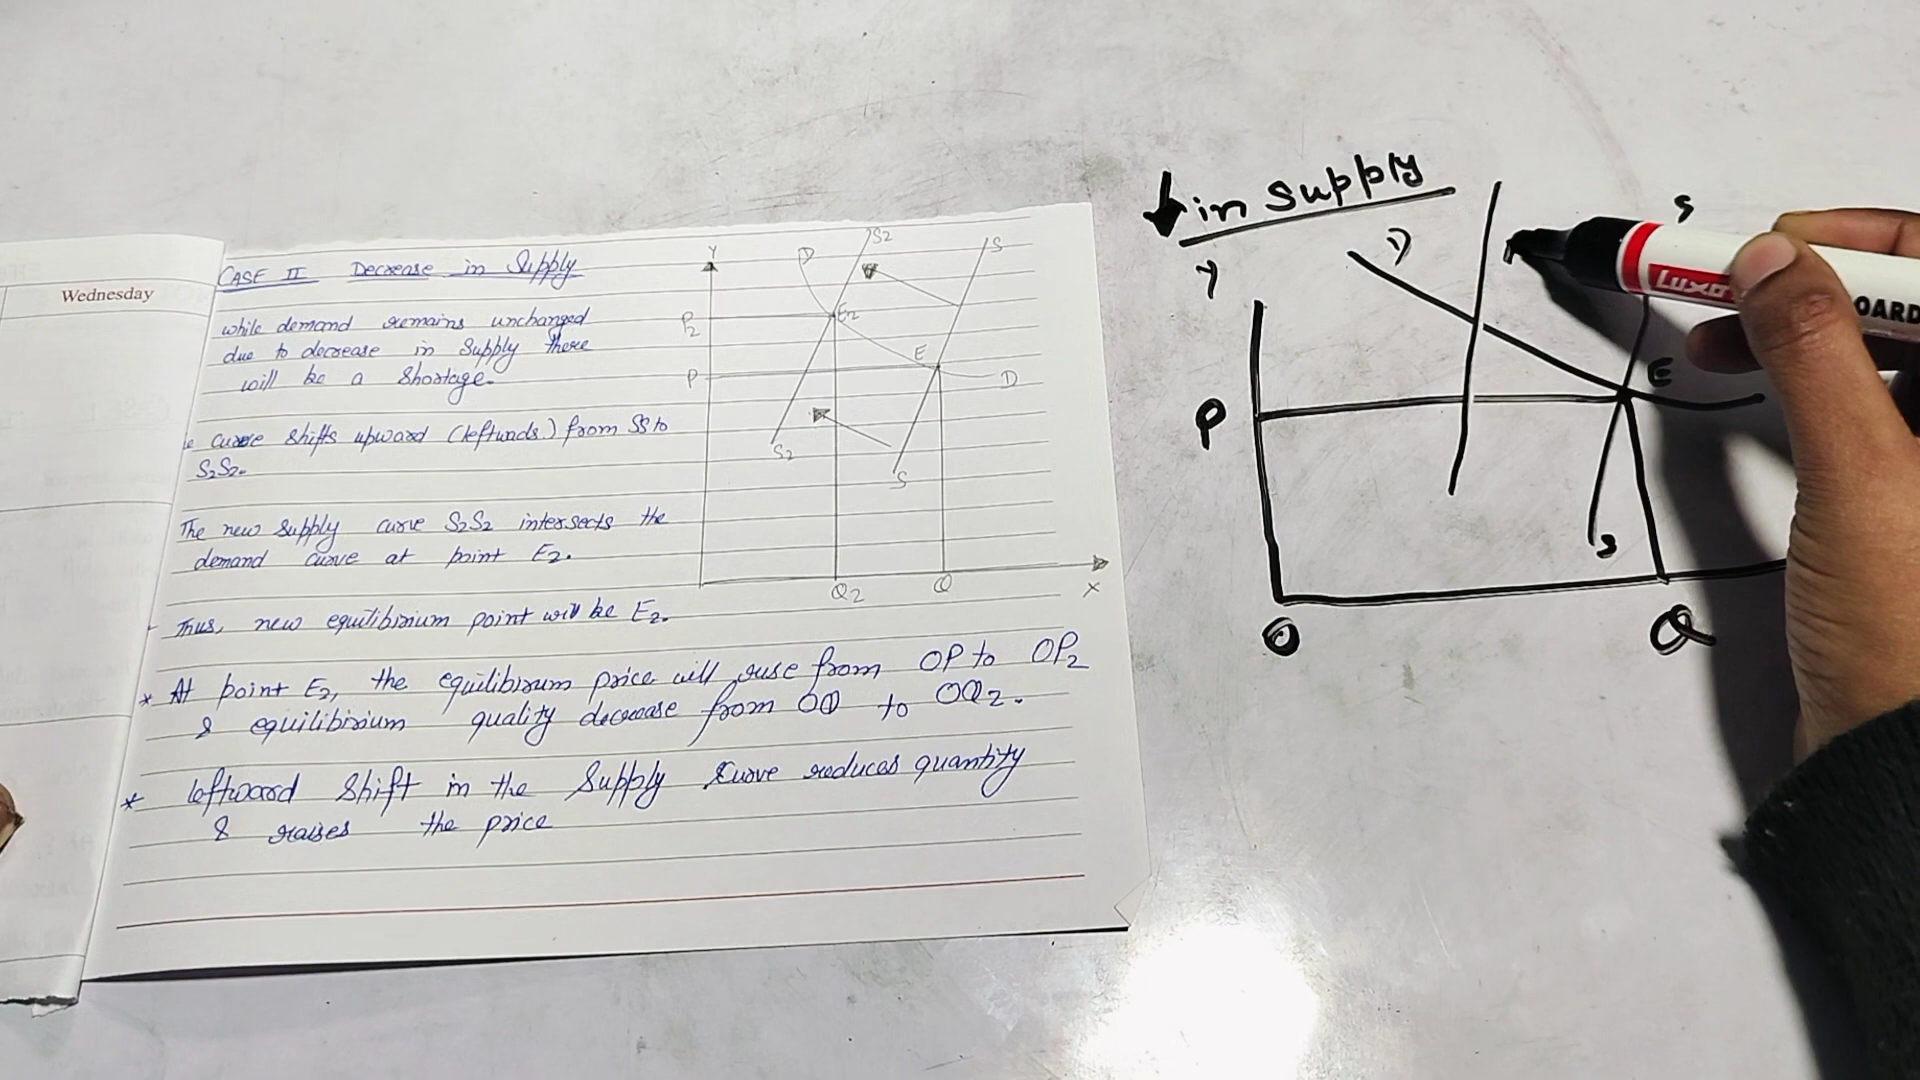 Wednesday
CASE II Decrease in Supply
while demand remains unchanged
due to decrease in Supply there
will be a Shortage.
curve shifts upward (leftwads) from SS to
S2S2.
The new supply curve S2S2 intersects the
demand curve at point E2.
Thus, new equilibrium point will be E2.
* At point E2, the equilibrium price will ruse from OP to OP2
& equilibrium quality decrease from OQ to OQ2.
* leftward Shift in the Supply Curve reduces quantity
& raises the price
Y
D
S2
S
P2
E2
P
E
D
S2
S
Q2
Q
X
↓ in supply
Y
D
S
E
P
S
O
Q
Luxo
OARD